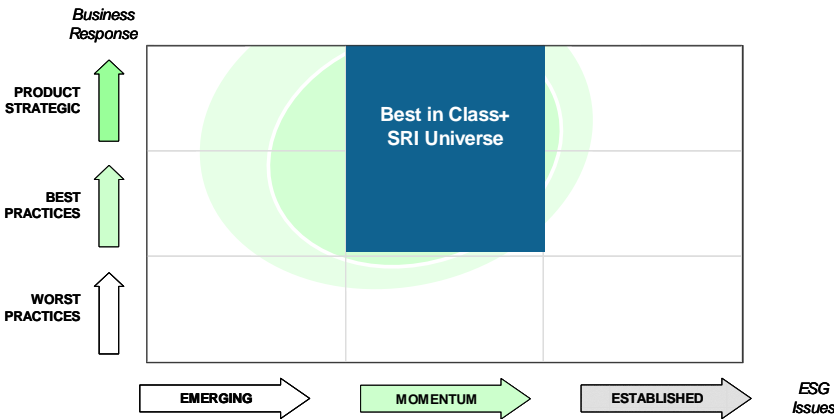 Business
Response
PRODUCT
STRATEGIC
Best in Class+
SRI Universe
BEST
PRACTICES
WORST
PRACTICES
EMERGING
MOMENTUM
ESTABLISHED
ESG
Issues